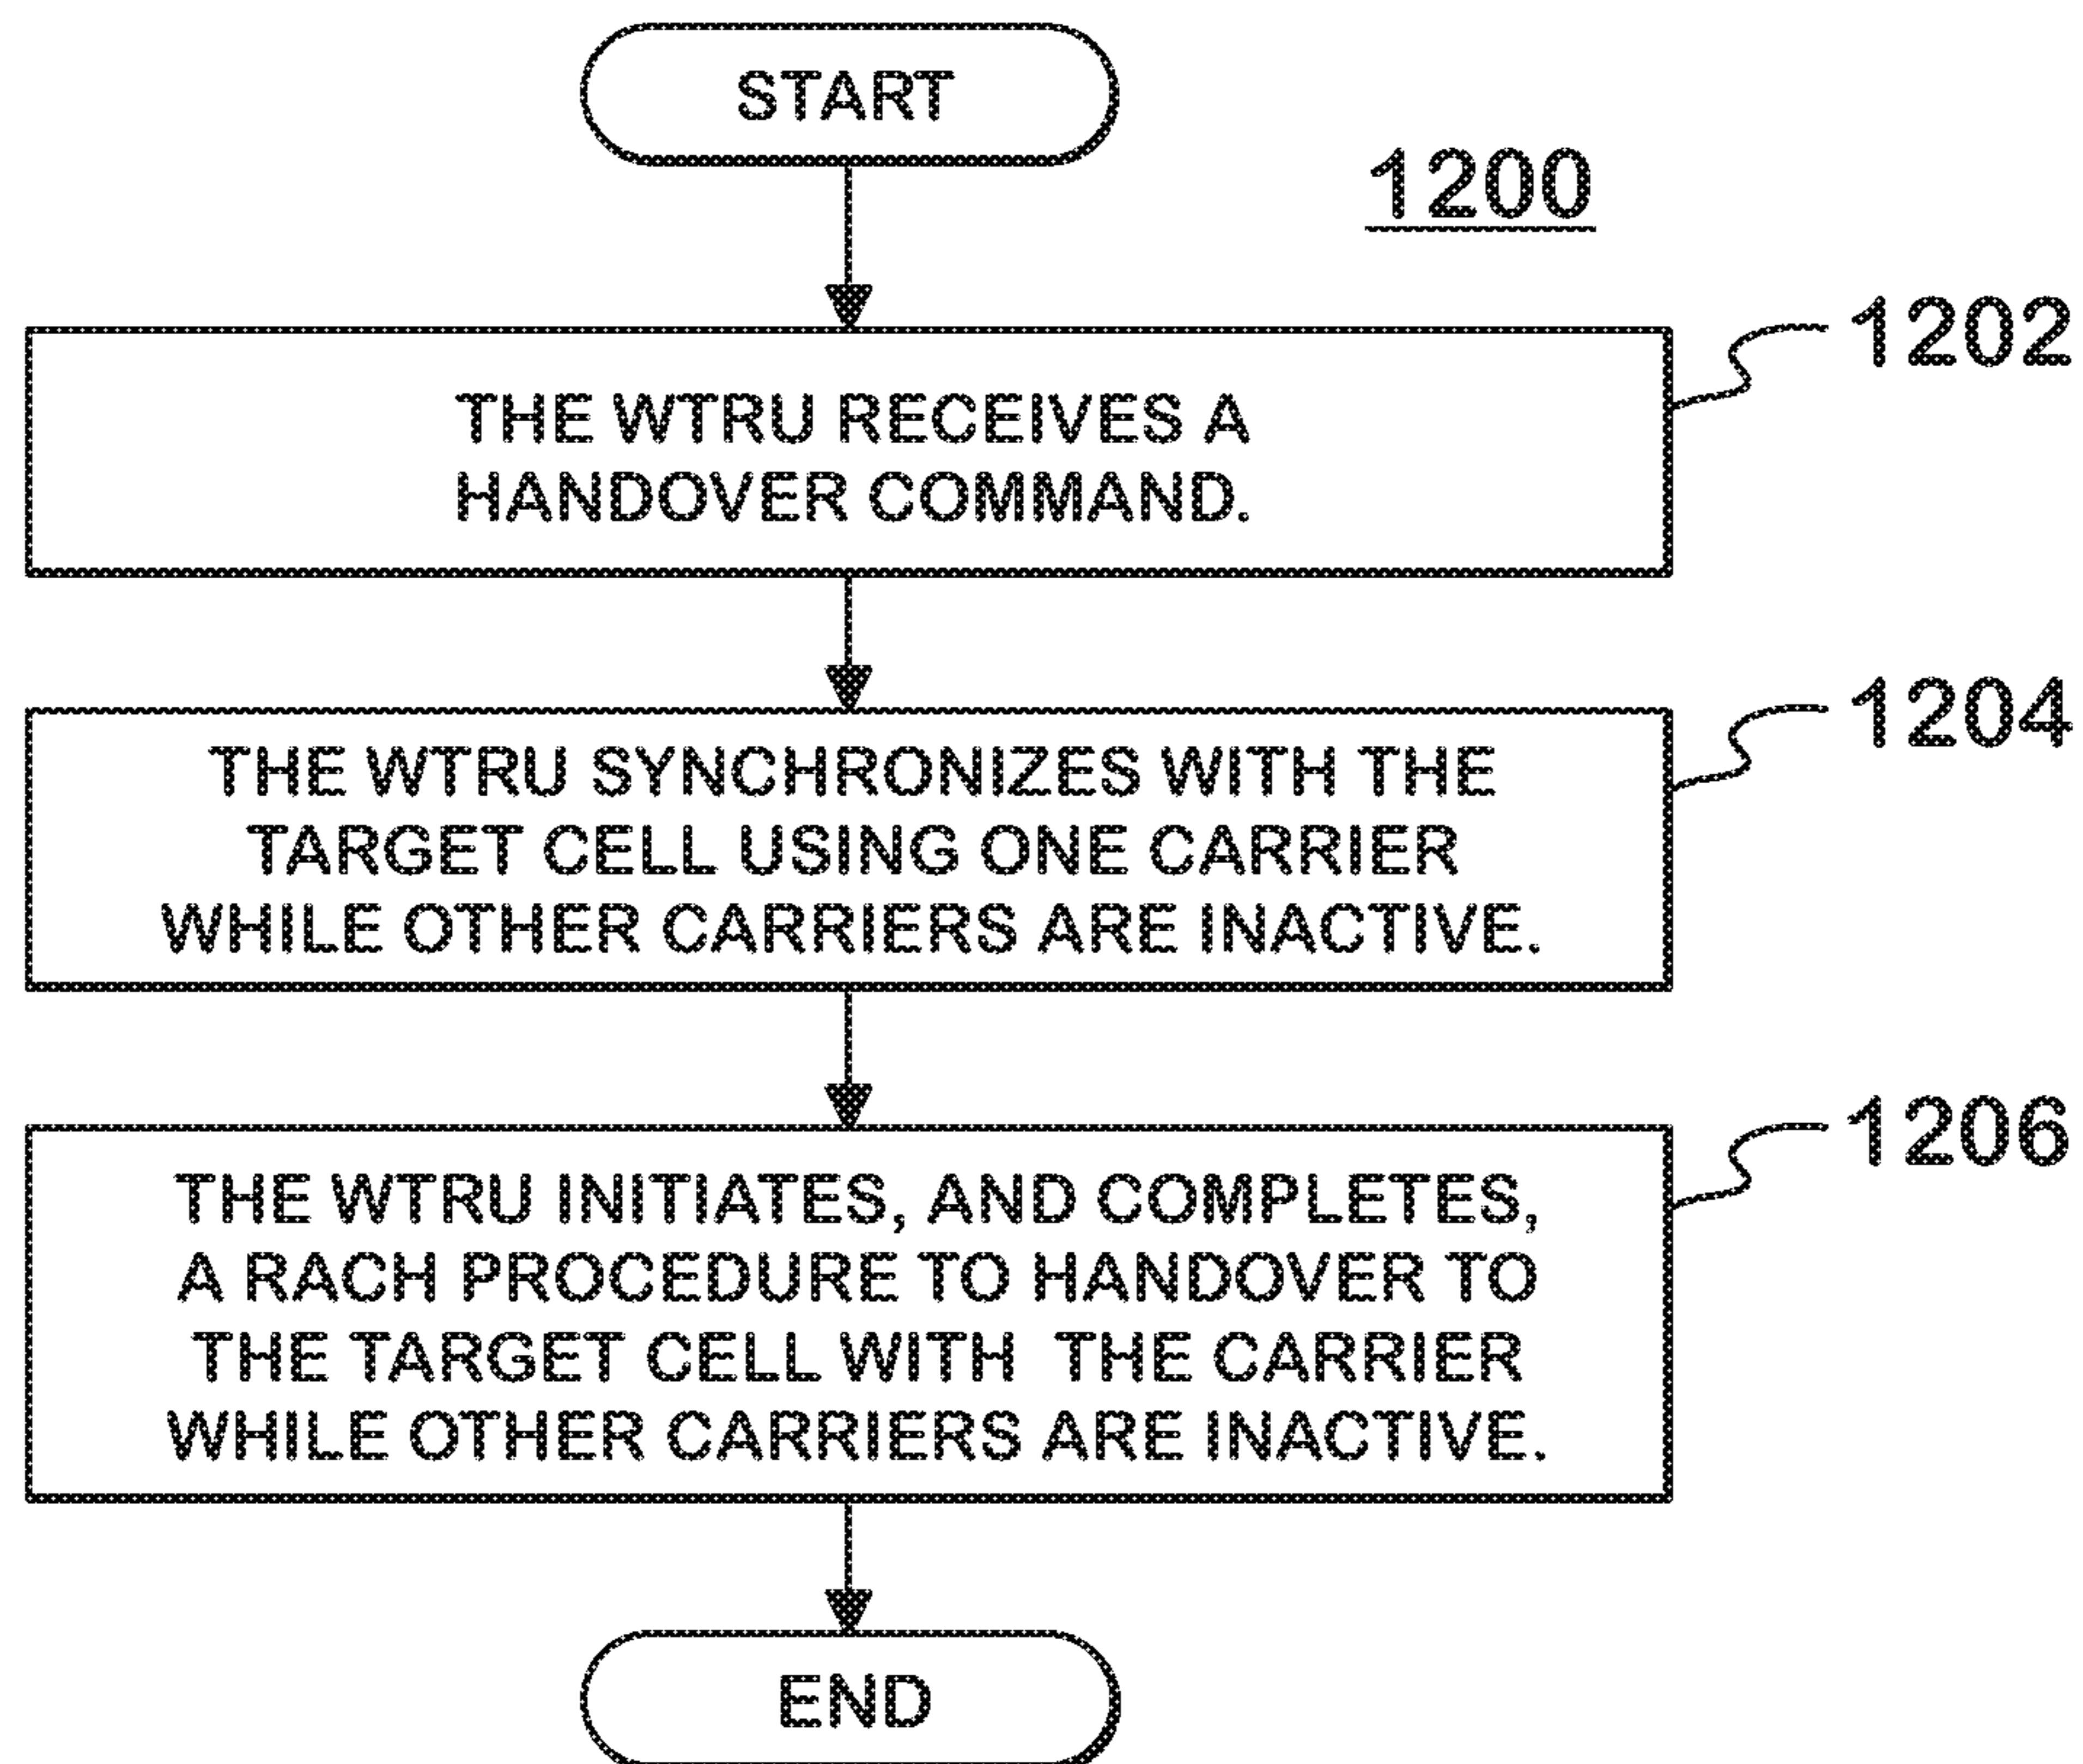 START
1200
1202
THE WTRU RECEIVES A
HANDOVER COMMAND.
1204
THE WTRU SYNCHRONIZES WITH THE
TARGET CELL USING ONE CARRIER
WHILE OTHER CARRIERS ARE INACTIVE.
1206
THE WTRU INITIATES, AND COMPLETES,
A RACH PROCEDURE TO HANDOVER TO
THE TARGET CELL WITH THE CARRIER
WHILE OTHER CARRIERS ARE INACTIVE.
END